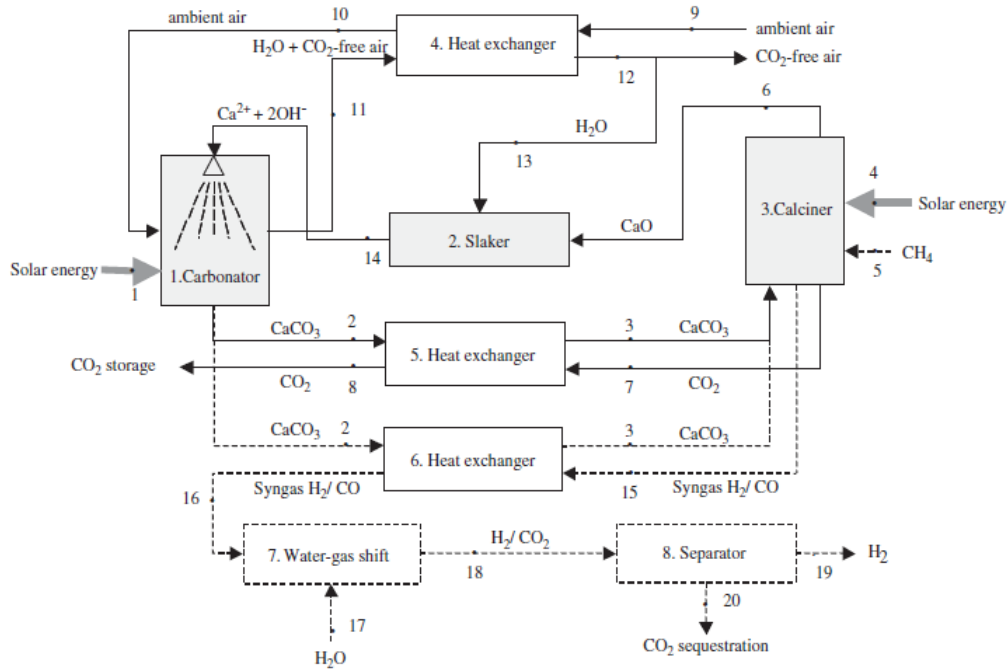 10
9
ambient air
4. Heat exchanger
ambient air
H₂O + CO₂-free air
12
CO₂-free air
6
Ca²⁺ + 2OH⁻
11
H₂O
13
4
3.Calciner
Solar energy
CaO
2. Slaker
14
5
CH₄
Solar energy
1
1.Carbonator
CaCO₃
2
3
CaCO₃
5. Heat exchanger
CO₂ storage
CO₂
8
7
CO₂
CaCO₃
2
3
CaCO₃
6. Heat exchanger
16
Syngas H₂/ CO
15
Syngas H₂/ CO
7. Water-gas shift
H₂/ CO₂
18
8. Separator
19
H₂
17
20
H₂O
CO₂ sequestration